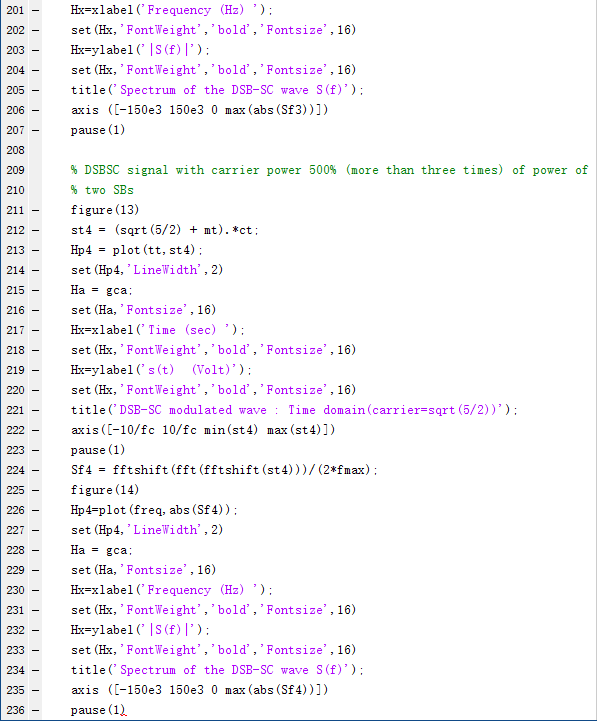 201 – Hx=xlabel('Frequency (Hz) ');
202 – set(Hx,'FontWeight','bold','Fontsize',16)
203 – Hx=ylabel('|S(f)|');
204 – set(Hx,'FontWeight','bold','Fontsize',16)
205 – title('Spectrum of the DSB-SC wave S(f)');
206 – axis ([-150e3 150e3 0 max(abs(Sf3))])
207 – pause(1)
208
209 % DSBSC signal with carrier power 500% (more than three times) of power of
210 % two SBs
211 – figure(13)
212 – st4 = (sqrt(5/2) + mt).*ct;
213 – Hp4 = plot(tt,st4);
214 – set(Hp4,'LineWidth',2)
215 – Ha = gca;
216 – set(Ha,'Fontsize',16)
217 – Hx=xlabel('Time (sec) ');
218 – set(Hx,'FontWeight','bold','Fontsize',16)
219 – Hx=ylabel('s(t)  (Volt)');
220 – set(Hx,'FontWeight','bold','Fontsize',16)
221 – title('DSB-SC modulated wave : Time domain(carrier=sqrt(5/2))');
222 – axis([-10/fc 10/fc min(st4) max(st4)])
223 – pause(1)
224 – Sf4 = fftshift(fft(fftshift(st4)))/(2*fmax);
225 – figure(14)
226 – Hp4=plot(freq,abs(Sf4));
227 – set(Hp4,'LineWidth',2)
228 – Ha = gca;
229 – set(Ha,'Fontsize',16)
230 – Hx=xlabel('Frequency (Hz) ');
231 – set(Hx,'FontWeight','bold','Fontsize',16)
232 – Hx=ylabel('|S(f)|');
233 – set(Hx,'FontWeight','bold','Fontsize',16)
234 – title('Spectrum of the DSB-SC wave S(f)');
235 – axis ([-150e3 150e3 0 max(abs(Sf4))])
236 – pause(1)